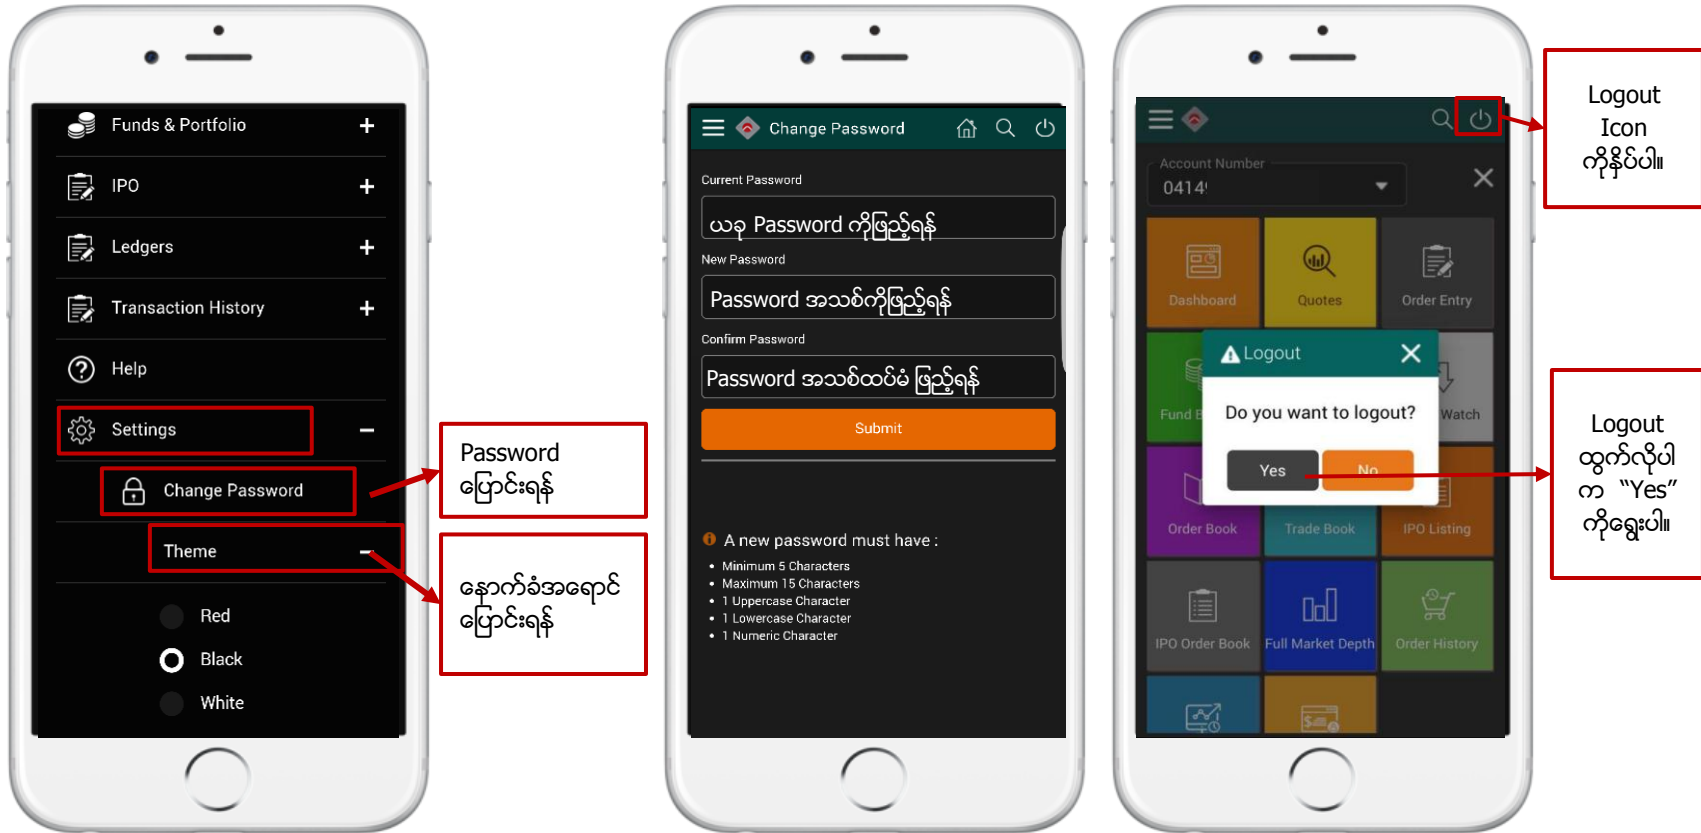 Funds & Portfolio
IPO
Ledgers
Transaction History
Help
Settings
Change Password
Theme
Red
Black
White
Password
ပြောင်းရန်
နောက်ခံအရောင်
ပြောင်းရန်
Change Password
Current Password
ယခု Password ကိုဖြည့်ရန်
New Password
Password အသစ်ကိုဖြည့်ရန်
Confirm Password
Password အသစ်ထပ်မံ ဖြည့်ရန်
Submit
A new password must have :
• Minimum 5 Characters
• Maximum 15 Characters
• 1 Uppercase Character
• 1 Lowercase Character
• 1 Numeric Character
Account Number
0414
Dashboard
Quotes
Order Entry
Fund B
Watch
Logout
Do you want to logout?
Yes
No
Order Book
Trade Book
IPO Listing
IPO Order Book
Full Market Depth
Order History
Logout
Icon
ကိုနှိပ်ပါ။
Logout
ထွက်လိုပါ
က “Yes”
ကိုရွေးပါ။